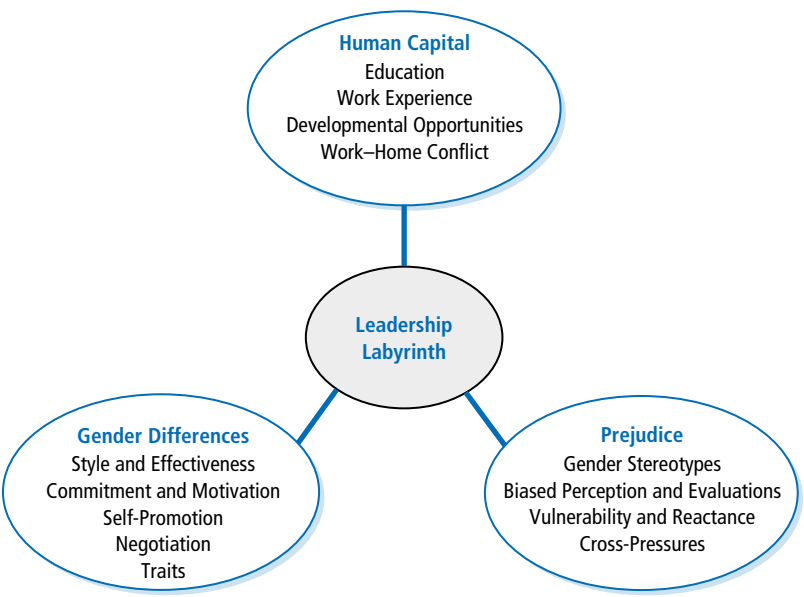 Human Capital
Education
Work Experience
Developmental Opportunities
Work–Home Conflict
Leadership
Labyrinth
Gender Differences
Style and Effectiveness
Commitment and Motivation
Self-Promotion
Negotiation
Traits
Prejudice
Gender Stereotypes
Biased Perception and Evaluations
Vulnerability and Reactance
Cross-Pressures